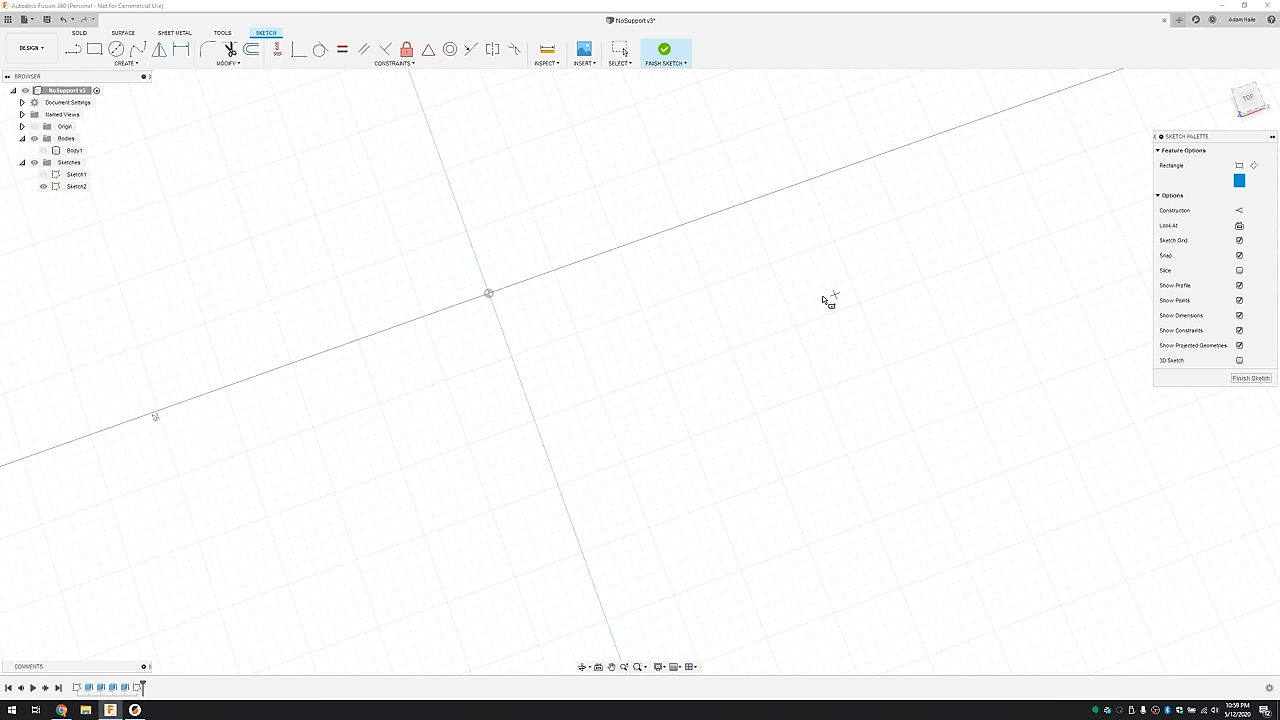 Autodesk Fusion 360 (Personal - Not for Commercial Use)
NoSupport v3*
Adam Haile
DESIGN
SOLID
SURFACE
SHEET METAL
TOOLS
SKETCH
CREATE
MODIFY
CONSTRAINTS
INSPECT
INSERT
SELECT
FINISH SKETCH
BROWSER
NoSupport v3
Document Settings
Named Views
Origin
Bodies
Body1
Sketches
Sketch1
Sketch2
TOP
25
SKETCH PALETTE
Feature Options
Rectangle
Options
Construction
Look At
Sketch Grid
Snap
Slice
Show Profile
Show Points
Show Dimensions
Show Constraints
Show Projected Geometries
3D Sketch
Finish Sketch
COMMENTS
10:59 PM
5/12/2020